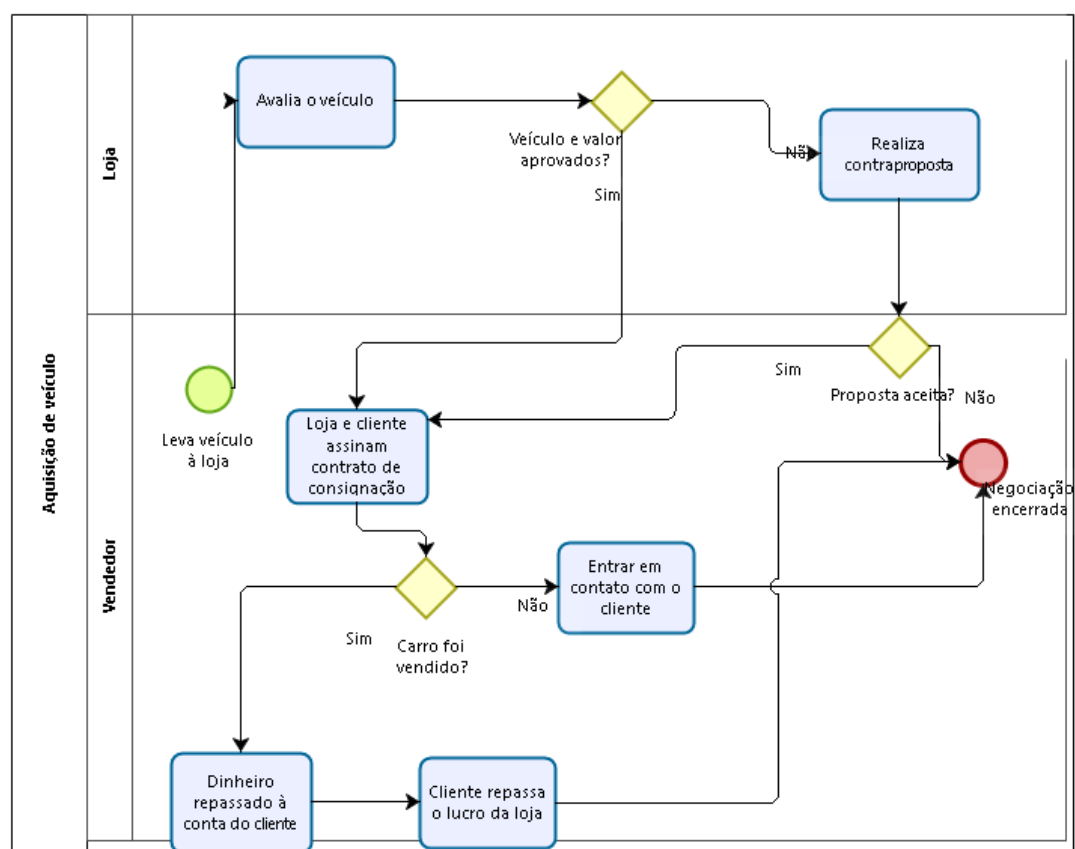 Aquisição de veículo
Loja
Avalia o veículo
Veículo e valor
aprovados?
Não
Sim
Realiza
contraproposta
Vendedor
Leva veículo
à loja
Loja e cliente
assinam
contrato de
consignação
Sim
Proposta aceita?
Não
Negociação
encerrada
Carro foi
vendido?
Não
Sim
Entrar em
contato com o
cliente
Dinheiro
repassado à
conta do cliente
Cliente repassa
o lucro da loja